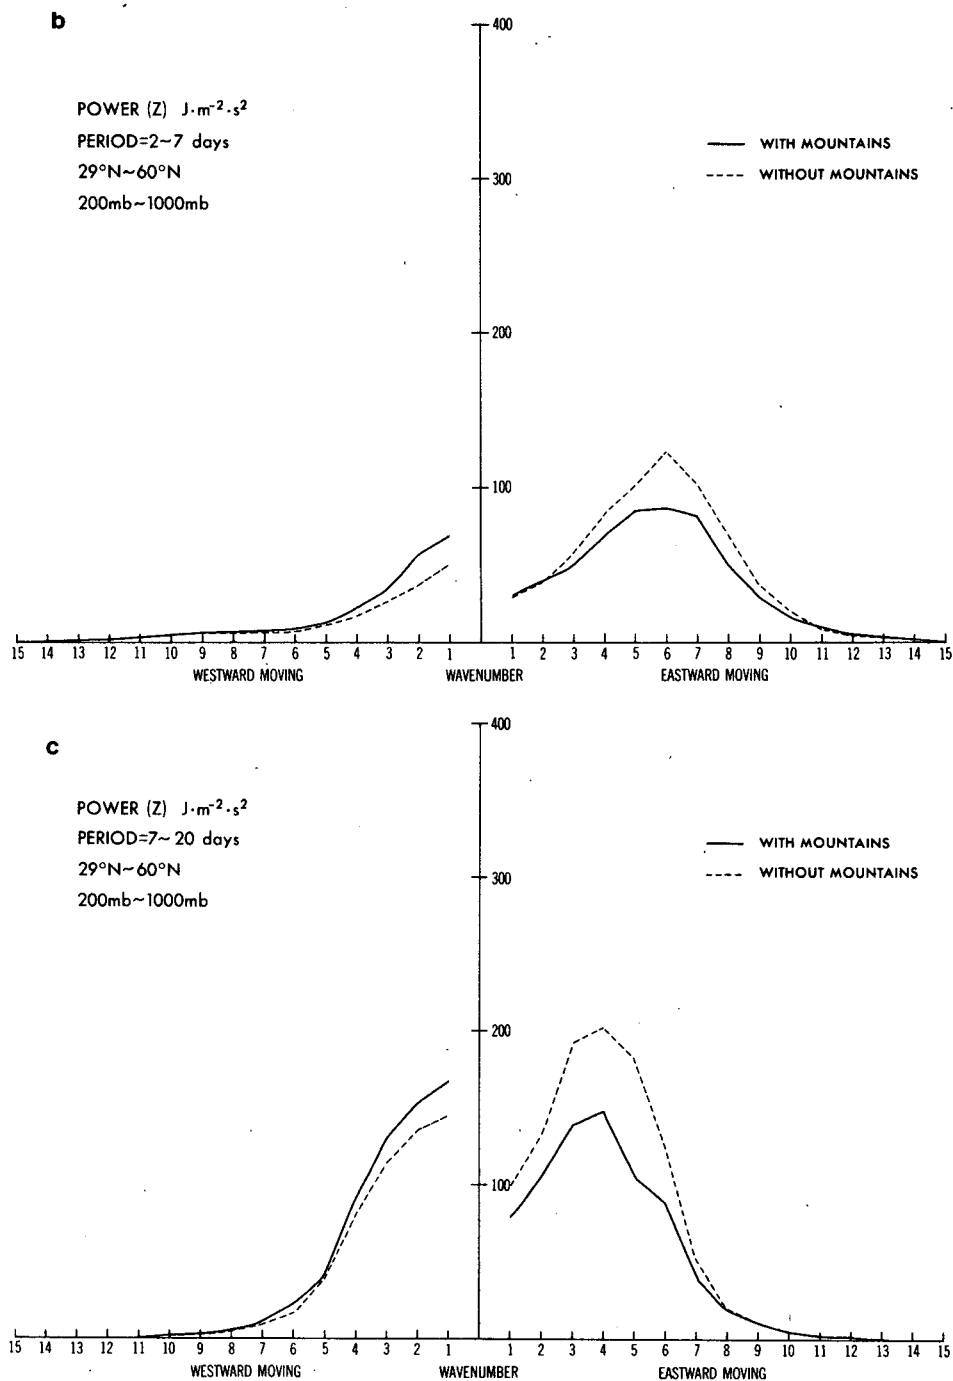 b
400
POWER (Z) J·m⁻²·s²
PERIOD=2~7 days
29°N~60°N
200mb~1000mb
WITH MOUNTAINS
WITHOUT MOUNTAINS
300
200
100
15 14 13 12 11 10 9 8 7 6 5 4 3 2 1 1 2 3 4 5 6 7 8 9 10 11 12 13 14 15
WESTWARD MOVING WAVENUMBER EASTWARD MOVING
c
400
POWER (Z) J·m⁻²·s²
PERIOD=7~20 days
29°N~60°N
200mb~1000mb
WITH MOUNTAINS
WITHOUT MOUNTAINS
300
200
100
15 14 13 12 11 10 9 8 7 6 5 4 3 2 1 1 2 3 4 5 6 7 8 9 10 11 12 13 14 15
WESTWARD MOVING WAVENUMBER EASTWARD MOVING